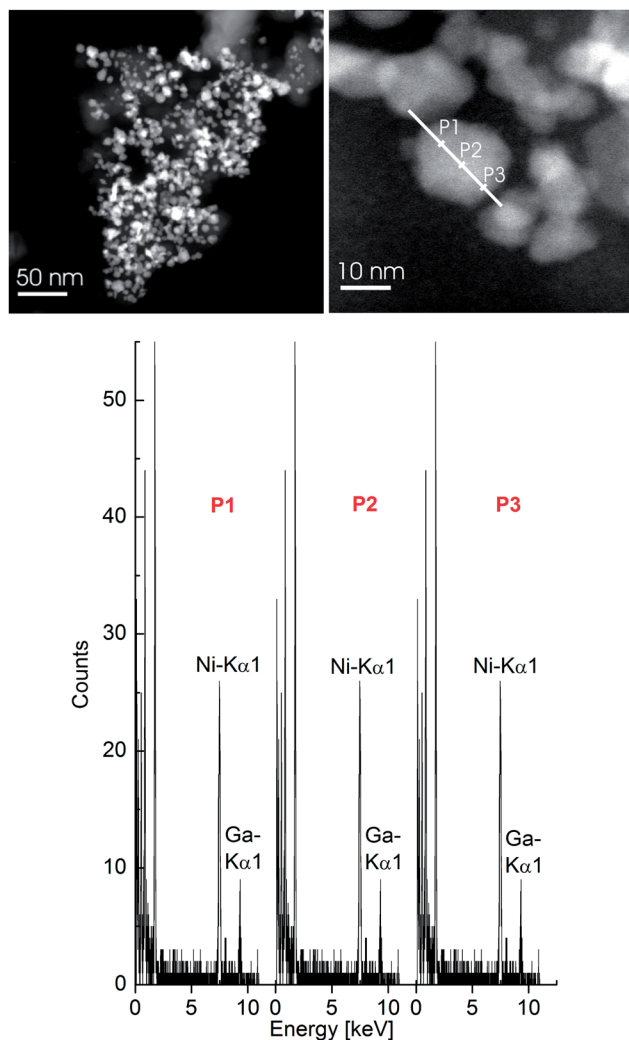 50 nm
P1
P2
P3
10 nm
50
40
30
20
10
0
Counts
P1
P2
P3
Ni-Kα1
Ni-Kα1
Ni-Kα1
Ga-
Kα1
Ga-
Kα1
Ga-
Kα1
0 5 10 0 5 10 0 5 10
Energy [keV]